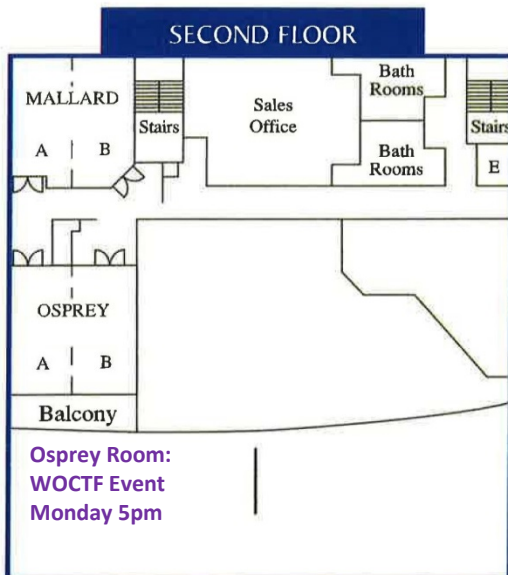 SECOND FLOOR
MALLARD
A B
Stairs
Sales
Office
Bath
Rooms
Bath
Rooms
Stairs
E
OSPREY
A B
Balcony
Osprey Room:
WOCTF Event
Monday 5pm